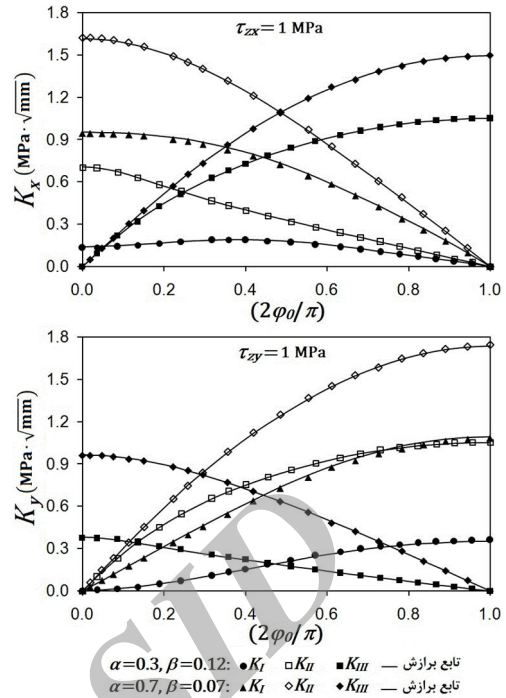 τzx=1 MPa
Kx (MPa·√mm)
1.8
1.5
1.2
0.9
0.6
0.3
0.0
0.0 0.2 0.4 0.6 0.8 1.0
(2φ0/π)
τzy=1 MPa
Ky (MPa·√mm)
1.8
1.5
1.2
0.9
0.6
0.3
0.0
0.0 0.2 0.4 0.6 0.8 1.0
(2φ0/π)
SID
α=0.3, β=0.12: ● KI □ KII ■ KIII — تابع برازش
α=0.7, β=0.07: ▲ KI ◇ KII ◆ KIII — تابع برازش